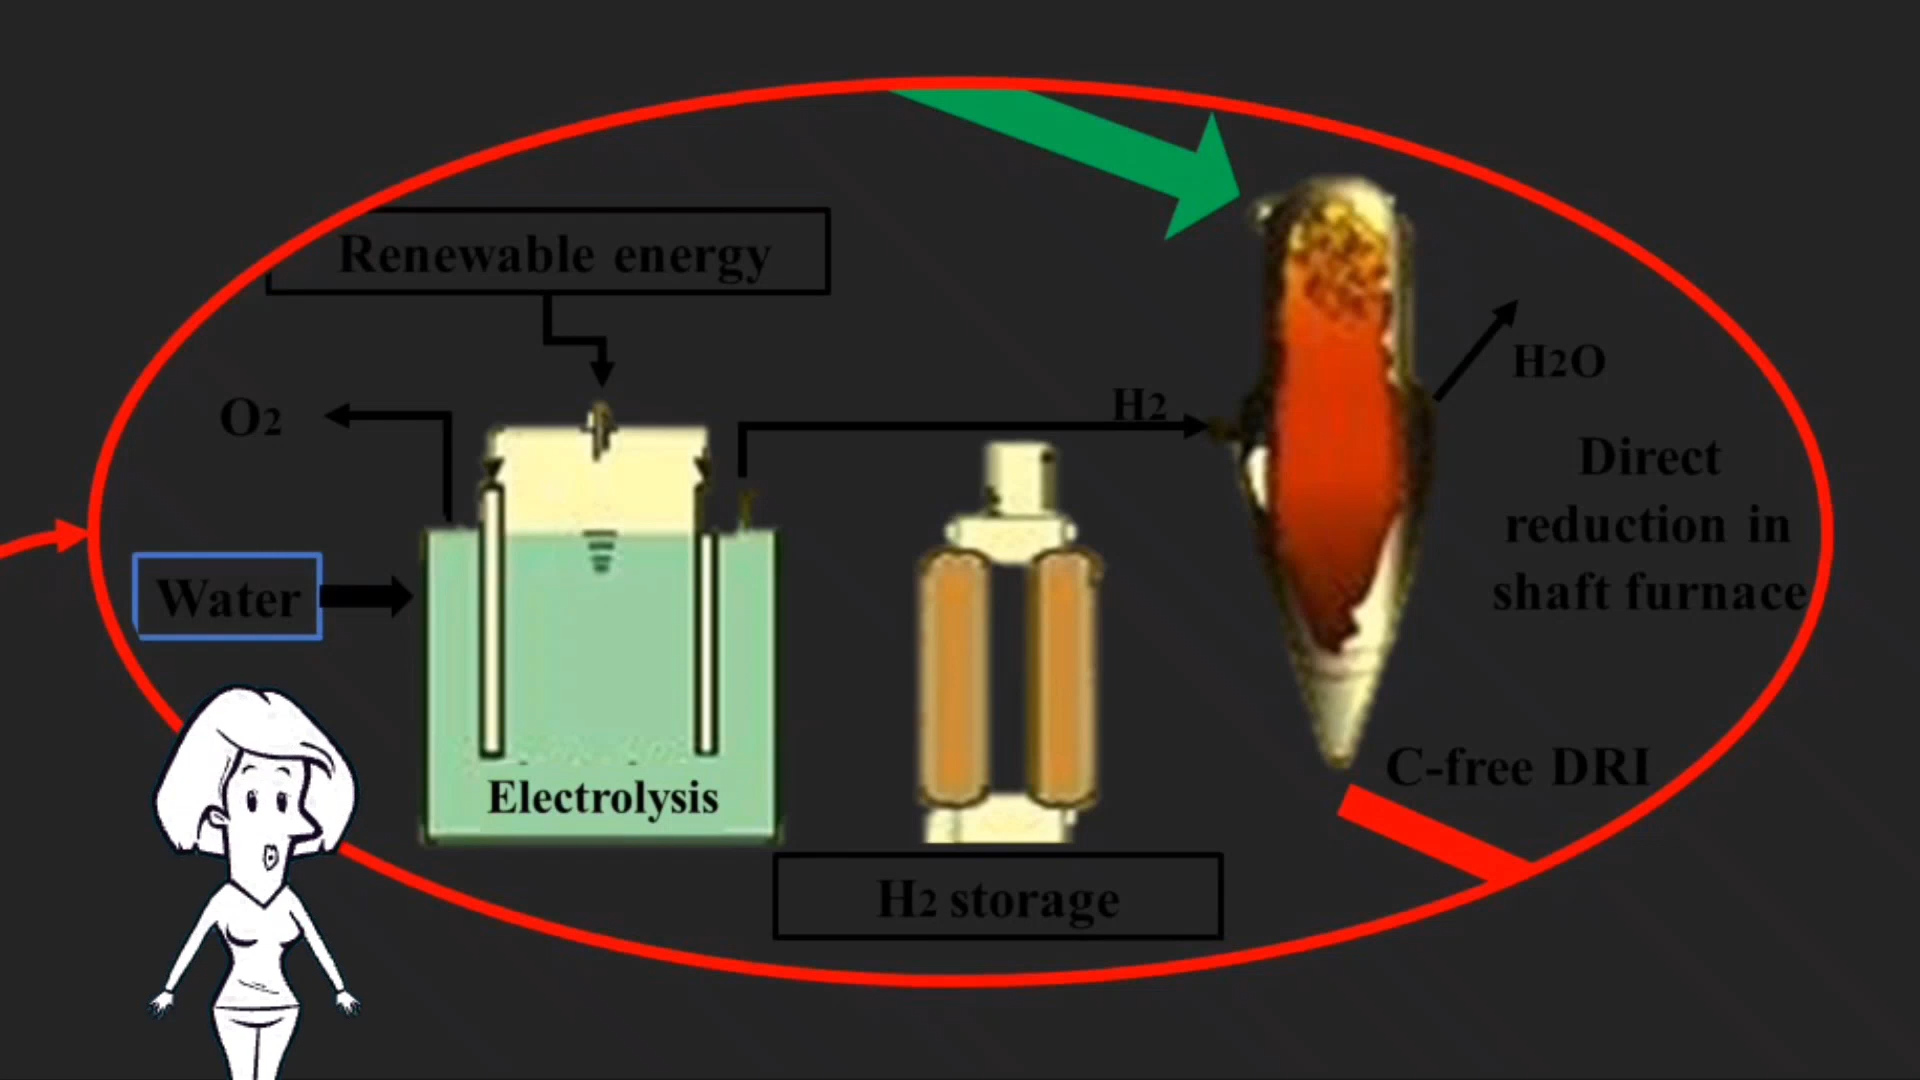 Renewable energy
O2
H2
H2O
Direct
reduction in
shaft furnace
Water
Electrolysis
C-free DRI
H2 storage